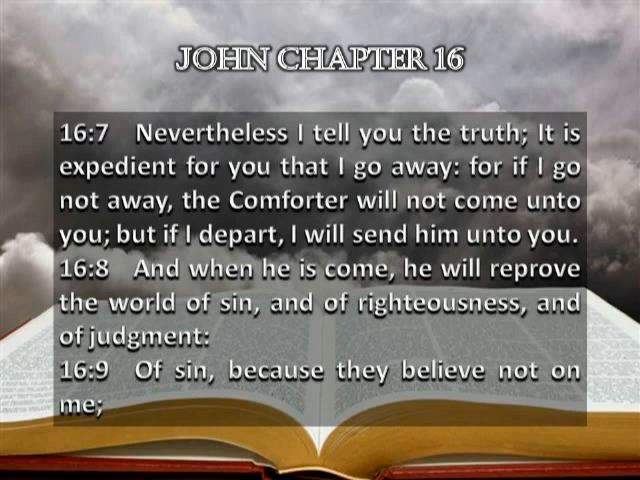 JOHN CHAPTER 16
16:7 Nevertheless I tell you the truth; It is
expedient for you that I go away: for if I go
not away, the Comforter will not come unto
you; but if I depart, I will send him unto you.
16:8 And when he is come, he will reprove
the world of sin, and of righteousness, and
of judgment:
16:9 Of sin, because they believe not on
me;